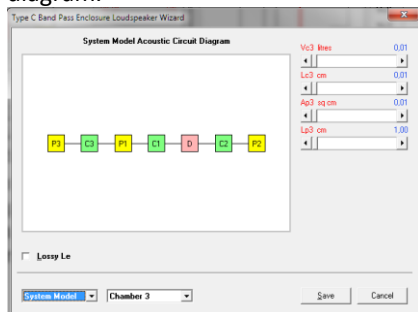 diagram.
Type C Band Pass Enclosure Loudspeaker Wizard
System Model Acoustic Circuit Diagram
P3 C3 P1 C1 D C2 P2
Vc3 litres 0,01
Lc3 cm 0,01
Ap3 sq cm 0,01
Lp3 cm 1,00
Lossy Le
System Model Chamber 3 Save Cancel